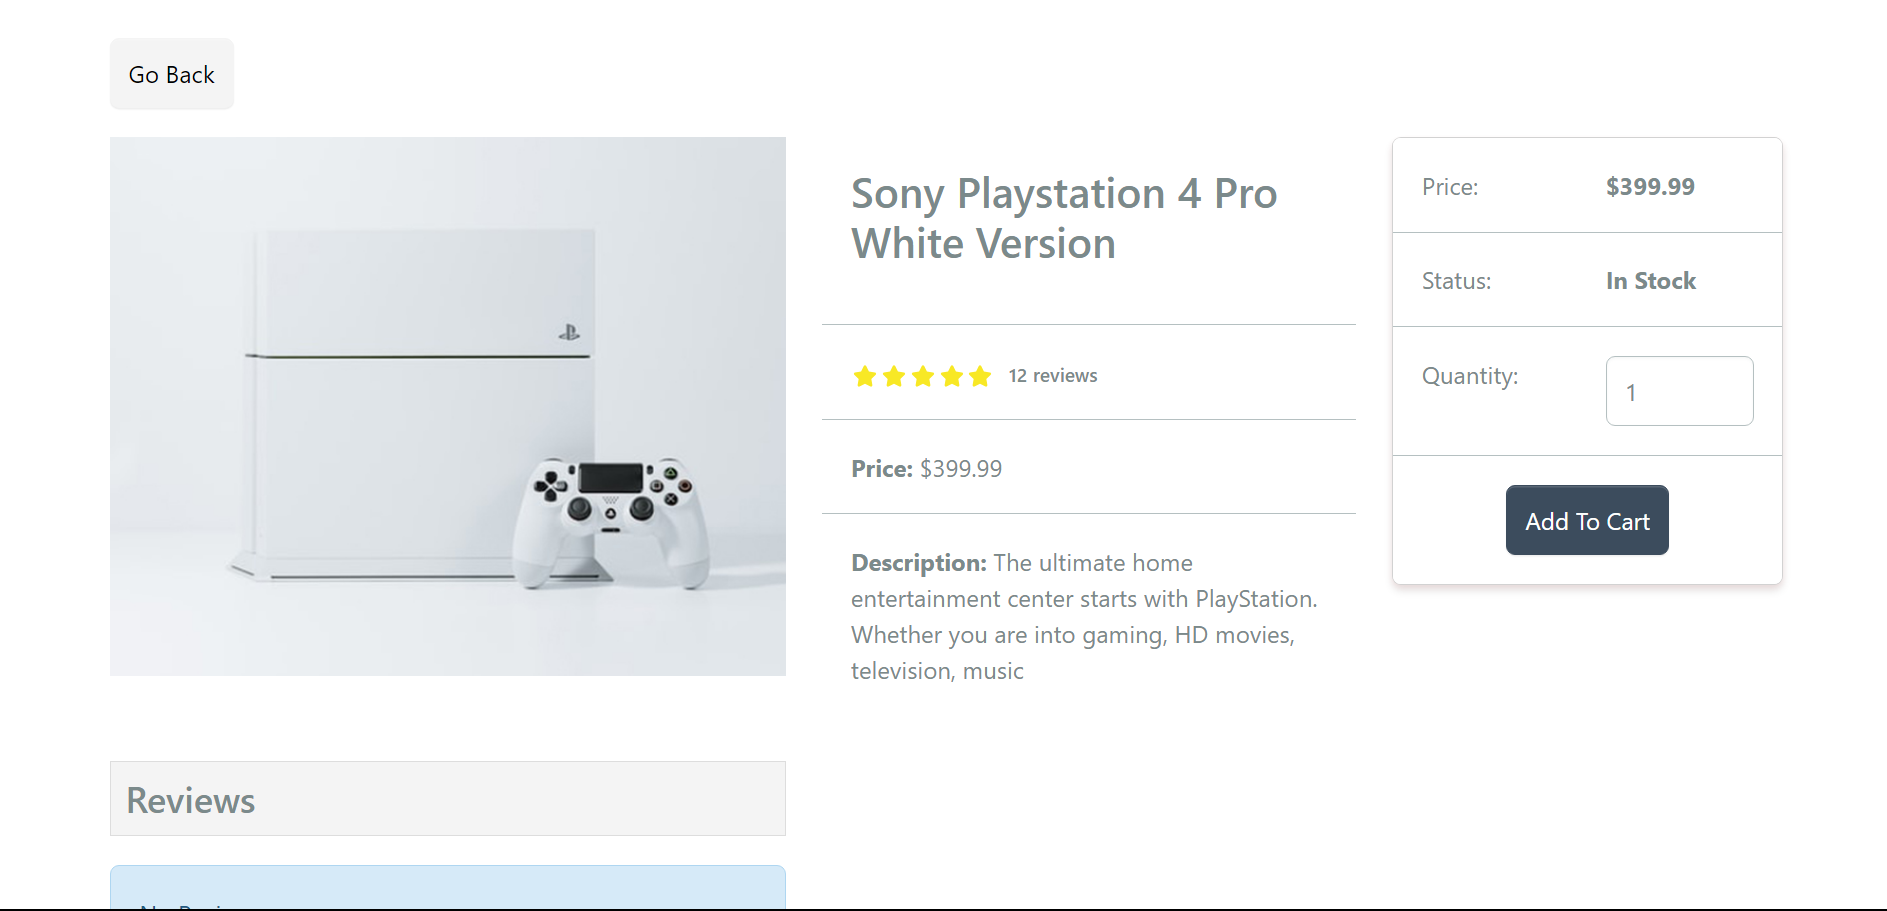 Go Back
Sony Playstation 4 Pro
White Version
12 reviews
Price: $399.99
Description: The ultimate home
entertainment center starts with PlayStation.
Whether you are into gaming, HD movies,
television, music
Price: $399.99
Status: In Stock
Quantity: 1
Add To Cart
Reviews